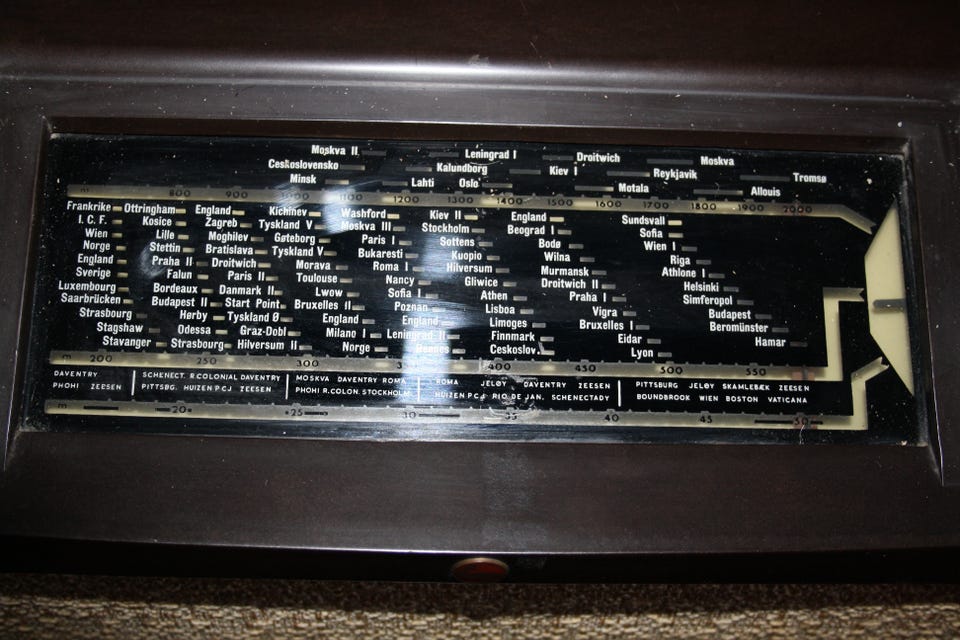 Moskva II Leningrad I Droitwich Moskva
Československo Kalundborg Kiev I Reykjavik Tromsø
Minsk Lahti Oslo Motala Allouis
m 800 900 1200 1300 1400 1500 1600 1700 1800 1900 2000
Frankrike Ottringham England Kichinev Washford Kiev II England Sundsvall
I. C. F. Kosice Zagreb Tyskland V Moskva III Stockholm Beograd I Sofia
Wien Lille Moghilev Gøteborg Paris I Sottens Bodø Wien I
Norge Stettin Bratislava Tyskland V Bukaresti Kuopio Wilna Riga
England Praha II Droitwich Morava Roma I Hilversum Murmansk Athlone I
Sverige Falun Paris II Toulouse Nancy Gliwice Droitwich II Helsinki
Luxembourg Bordeaux Danmark II Lwow Sofia I Athen Praha I Simferopol
Saarbrücken Budapest II Start Point Bruxelles II Poznan Lisboa Vigra Budapest
Strasbourg Herby Tyskland Ø England England Limoges Bruxelles I Beromünster
Stagshaw Odessa Graz-Dobl Milano I Leningrad II Finnmark Eidar Hamar
Stavanger Strasbourg Hilversum II Norge Rennes Českoslov. Lyon
m 200 250 300 400 450 500 550
DAVENTRY SCHENECT. R COLONIAL DAVENTRY MOSKVA DAVENTRY ROMA ROMA JELØY DAVENTRY ZEESEN PITTSBURG JELØY SKAMLEBÆK ZEESEN
PHOHI ZEESEN PITTSBG. HUIZEN PCJ ZEESEN PHOHI R.COLON. STOCKHOLM HUIZEN PCJ RIO DE JAN. SCHENECTADY BOUNDBROOK WIEN BOSTON VATICANA
m 20 25 30 35 40 45 50